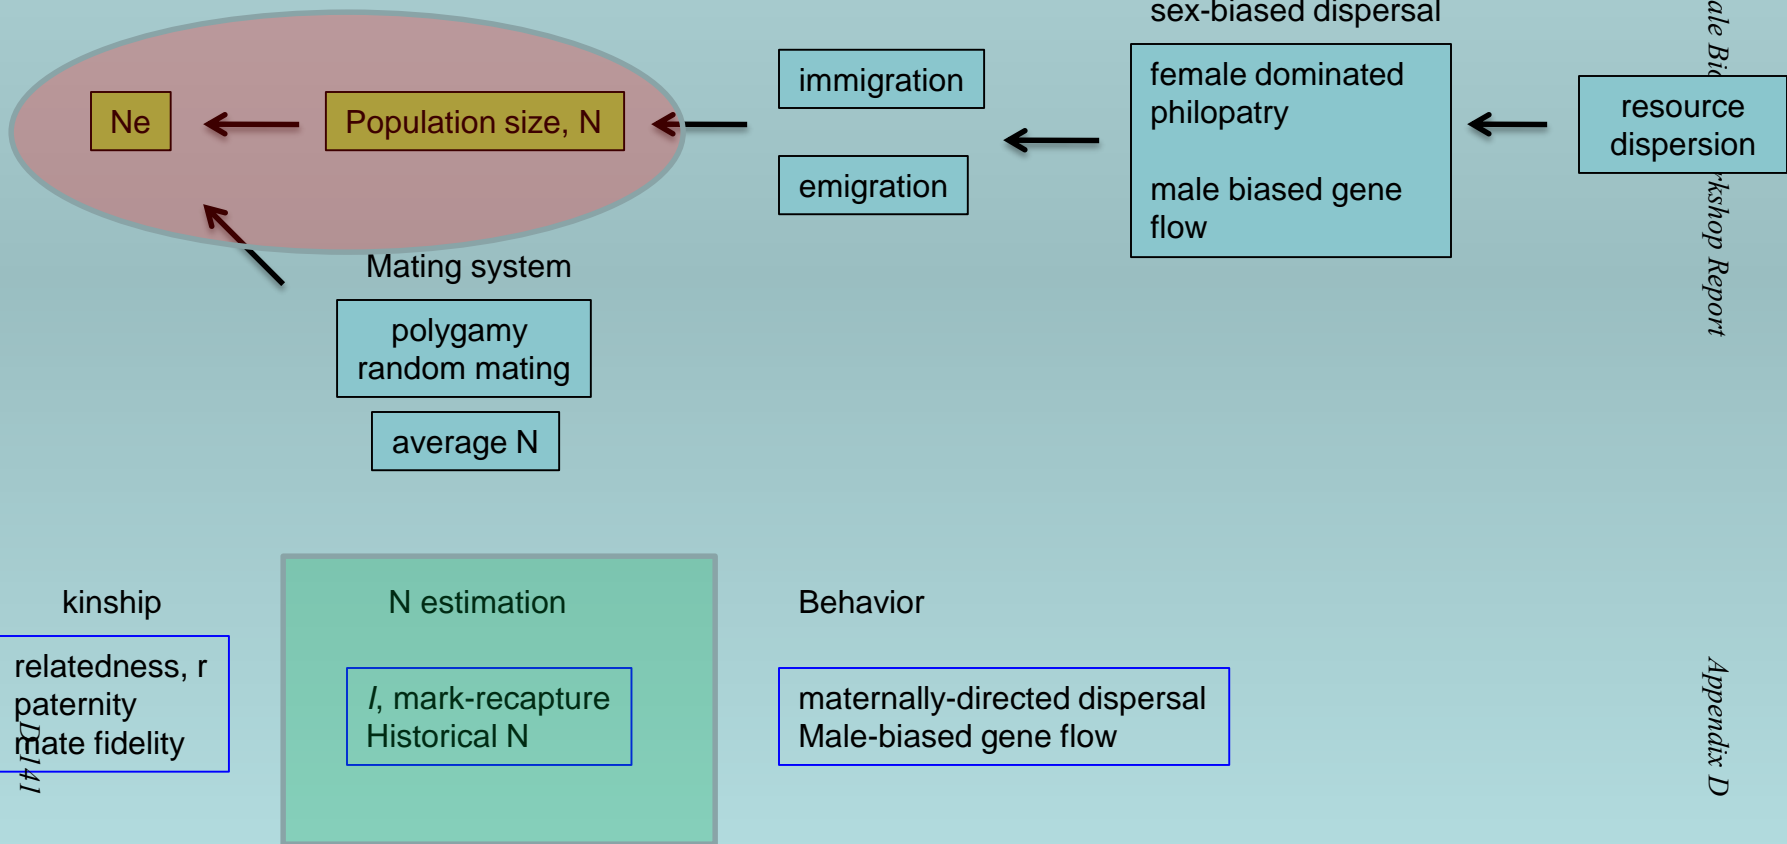 sex-biased dispersal
Ne
Population size, N
immigration
emigration
female dominated
philopatry
male biased gene
flow
resource
dispersion
Mating system
polygamy
random mating
average N
kinship
relatedness, r
paternity
mate fidelity
N estimation
I, mark-recapture
Historical N
Behavior
maternally-directed dispersal
Male-biased gene flow
Report
Appendix D
D-141